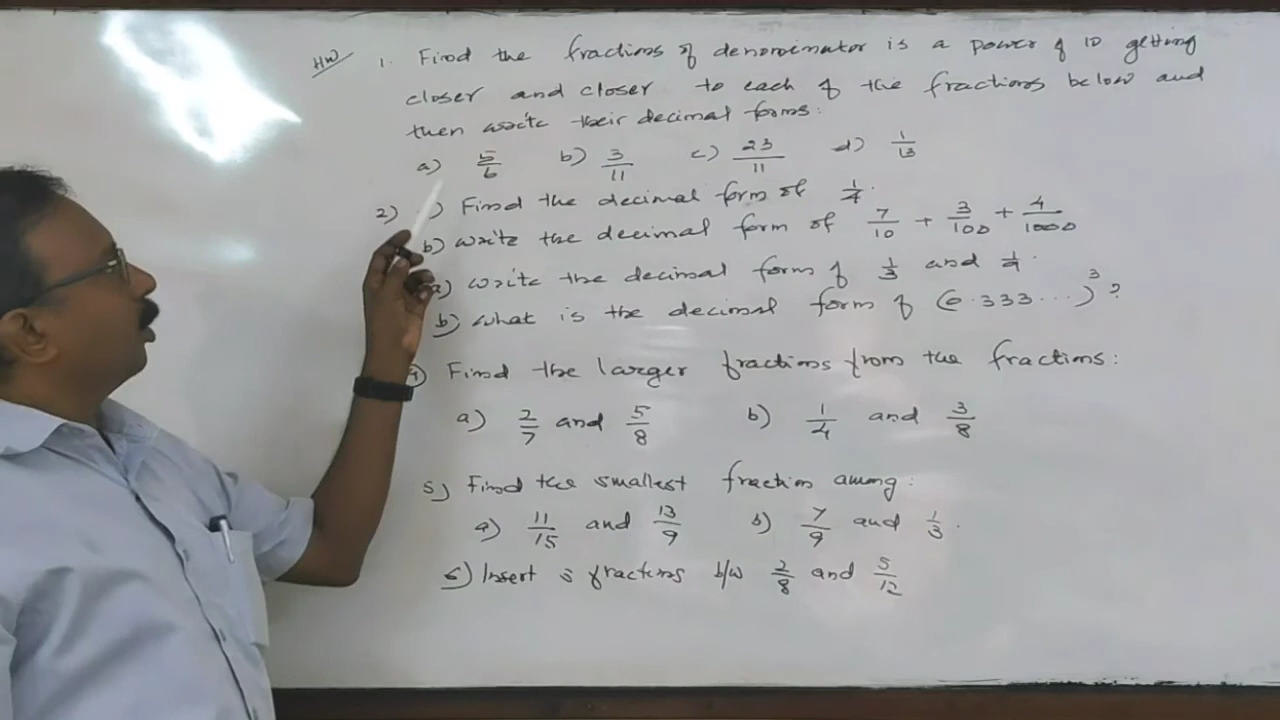 HW 1. Find the fractions of denominator is a power of 10 getting
closer and closer to each of the fractions below and
then write their decimal forms:
a) 5/6 b) 3/11 c) 23/11 d) 1/13
2) ) Find the decimal form of 1/4.
b) write the decimal form of 7/10 + 3/100 + 4/1000
a) write the decimal form of 1/3 and 1/9.
b) what is the decimal form of (0.333...)³ ?
4) Find the larger fractions from the fractions:
a) 2/7 and 5/8 b) 1/4 and 3/8
5) Find the smallest fraction among:
a) 11/15 and 13/9 b) 7/9 and 1/3.
6) Insert 5 fractions b/w 2/8 and 5/12